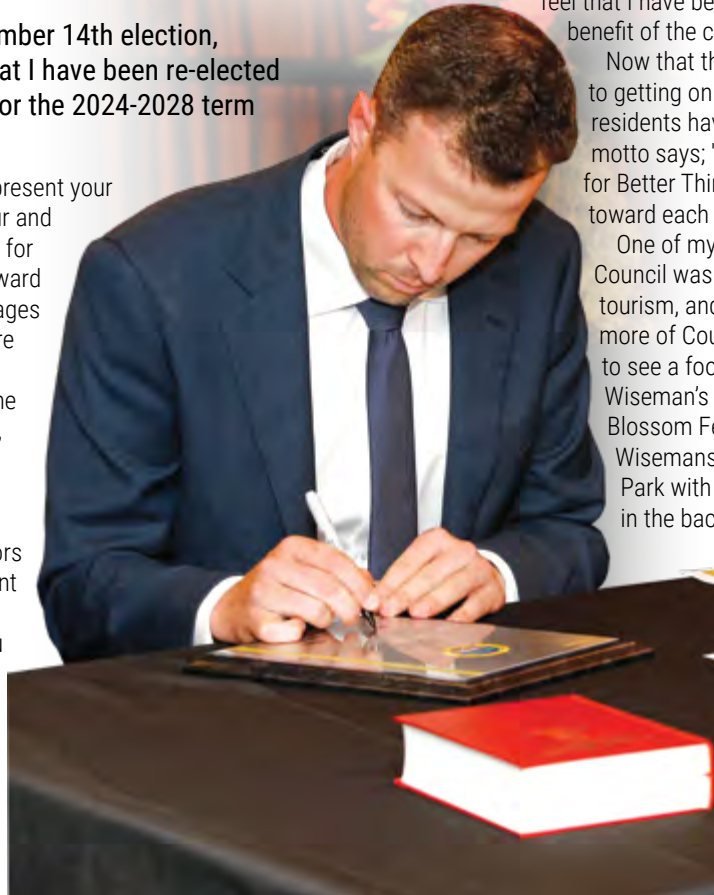 mber 14th election,
at I have been re-elected
or the 2024-2028 term
present your
ur and
for
ward
ages
re
he
ors
nt
u
feel that I have be
benefit of the c
Now that th
to getting on
residents hav
motto says; "
for Better Thin
toward each
One of my
Council was
tourism, and
more of Cou
to see a foo
Wiseman's
Blossom Fe
Wisemans
Park with
in the bac